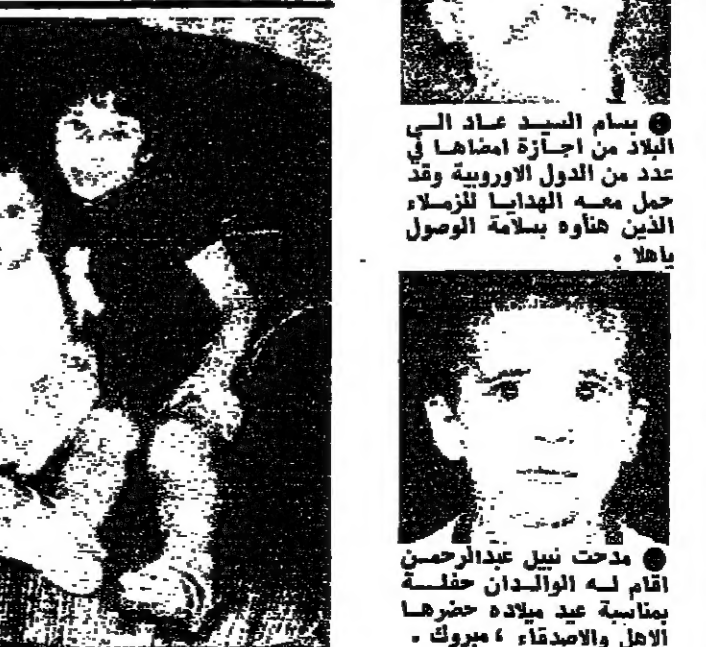 ● بسام السيد عاد الى
البلاد من اجازة امضاها في
عدد من الدول الاوروبية وقد
حمل معه الهدايا للزملاء
الذين هنأوه بسلامة الوصول
ياهلا .
● مدحت نبيل عبدالرحمن
اقام له الوالدان حفلة
بمناسبة عيد ميلاده حضرها
الاهل والاصدقاء ، مبروك .